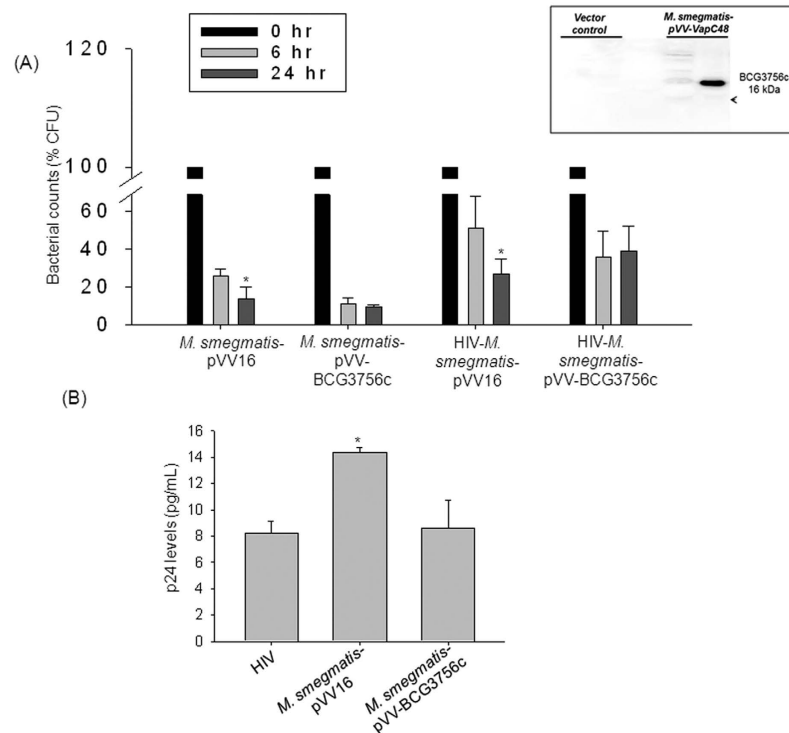 (A)
0 hr
6 hr
24 hr
Vector
control
M. smegmatis-
pVV-VapC48
BCG3756c
16 kDa
Bacterial counts (% CFU)
120
100
60
40
20
0
*
*
M. smegmatis-
pVV16
M. smegmatis-
pVV-
BCG3756c
HIV-M.
smegmatis-
pVV16
HIV-M.
smegmatis-
pVV-BCG3756c
(B)
p24 levels (pg/mL)
16
14
12
10
8
6
4
2
0
*
HIV
M. smegmatis-
pVV16
M. smegmatis-
pVV-BCG3756c